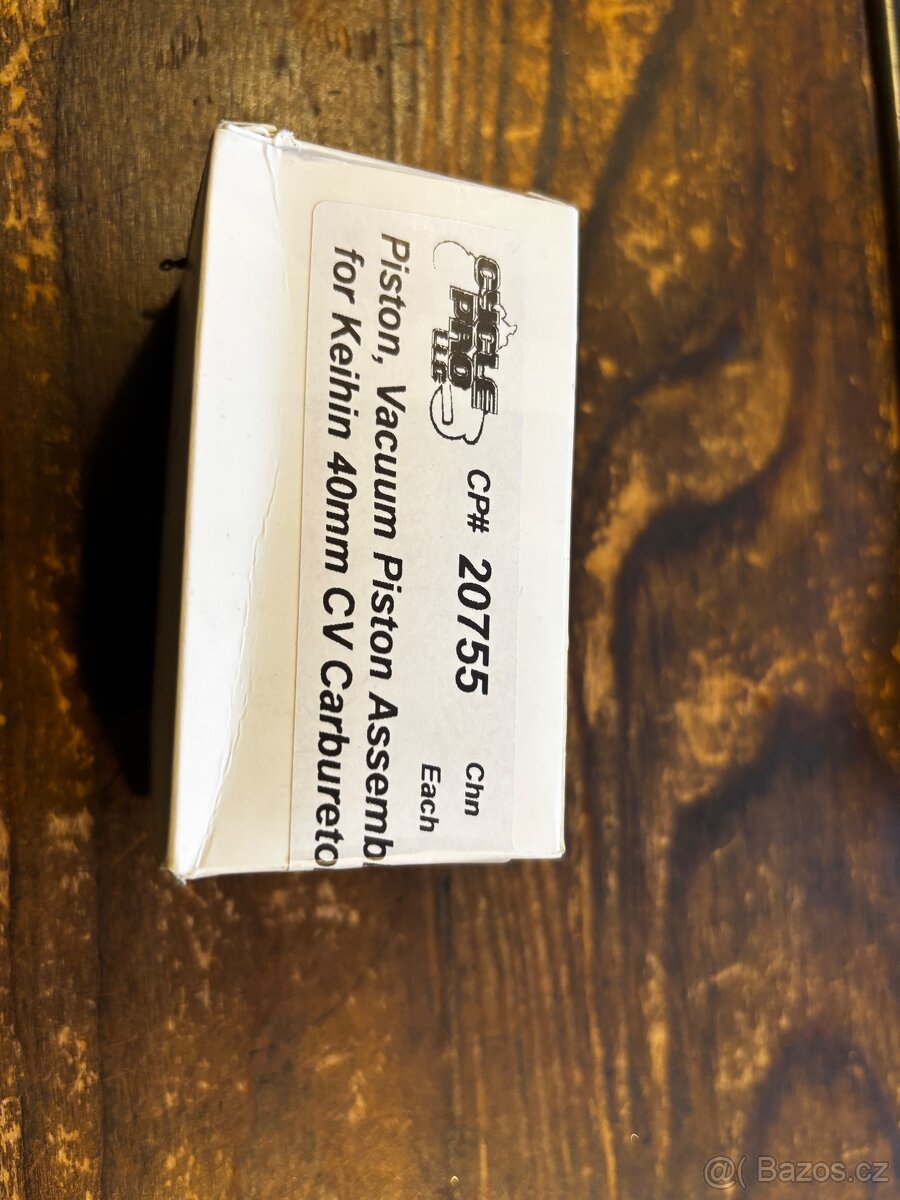 CYCLE
PRO
LLC
CP# 20755
Chn
Each
Piston, Vacuum Piston Assemb
for Keihin 40mm CV Carbureto
@( Bazos.cz